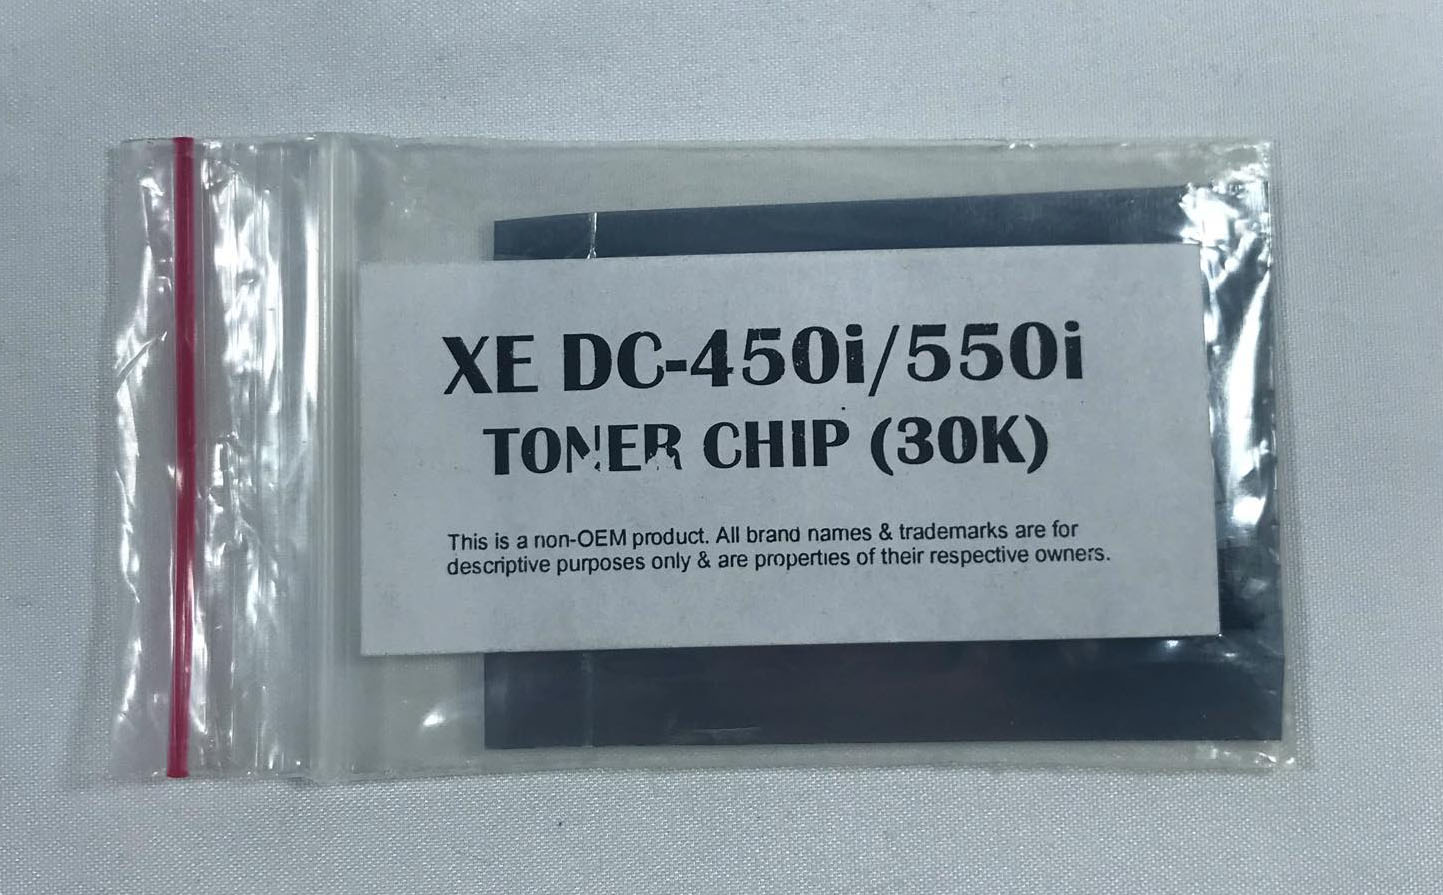 XE DC-450i/550i
TONER CHIP (30K)
This is a non-OEM product. All brand names & trademarks are for
descriptive purposes only & are properties of their respective owners.